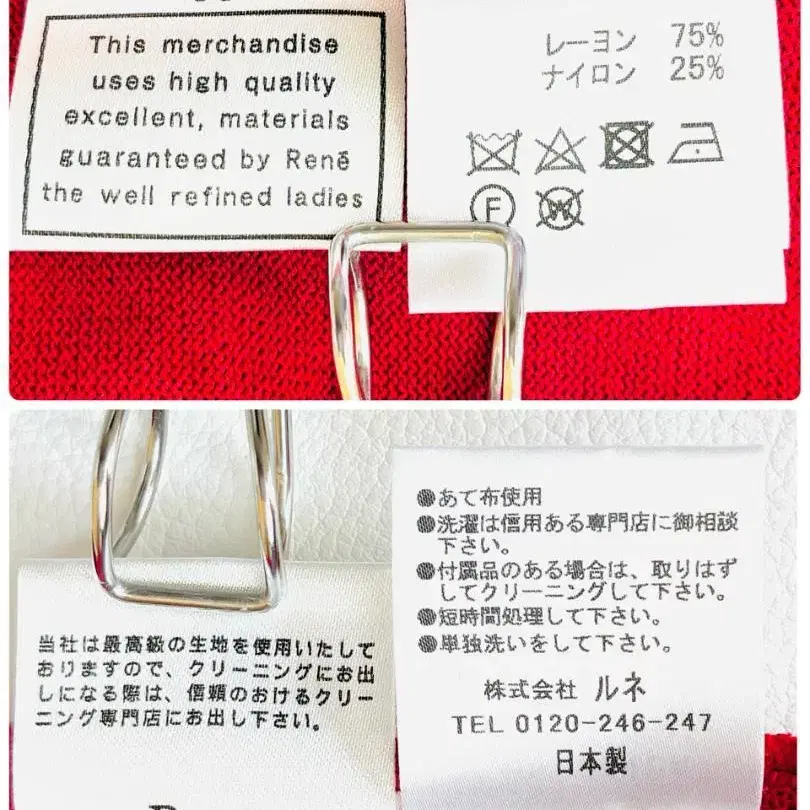 This merchandise
uses high quality
excellent, materials
guaranteed by René
the well refined ladies
レーヨン 75%
ナイロン 25%
F
W
●あて布使用
●洗濯は信用ある専門店に御相談
下さい。
●付属品のある場合は、取りはず
してクリーニングして下さい。
●短時間処理して下さい。
●単独洗いをして下さい。
株式会社 ルネ
TEL 0120-246-247
日本製
当社は最高級の生地を使用いたして
おりますので、クリーニングにお出
しになる際は、信頼のおけるクリー
ニング専門店にお出し下さい。